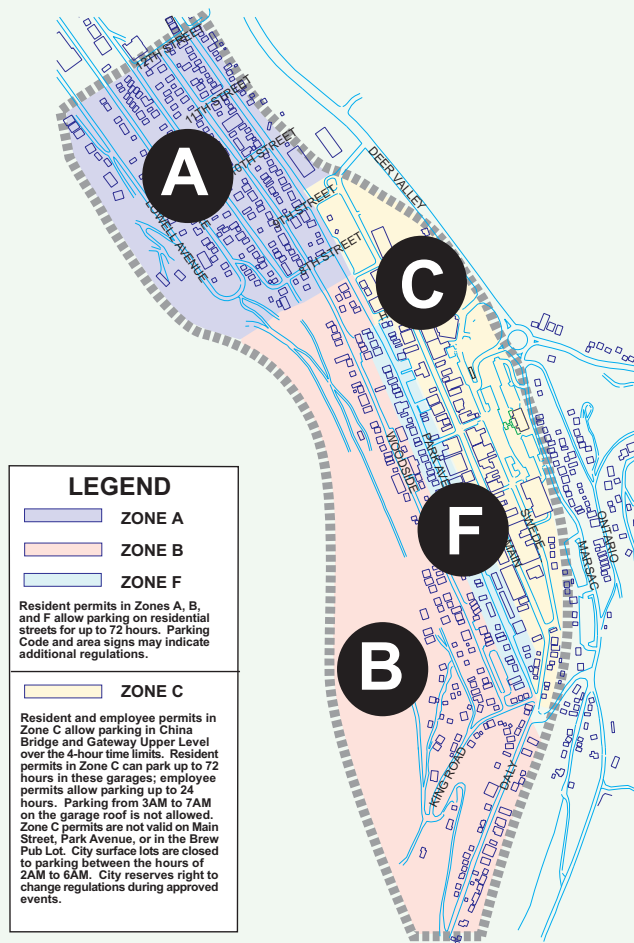 12TH STREET
11TH STREET
10TH STREET
A
9TH STREET
8TH STREET
LOWELL AVENUE
DEER VALLEY
C
WOODSIDE
PARK AVE
F
MAIN
SWEDE
MARSAC
ONTARIO
B
KING ROAD
DALY
LEGEND
ZONE A
ZONE B
ZONE F
Resident permits in Zones A, B,
and F allow parking on residential
streets for up to 72 hours. Parking
Code and area signs may indicate
additional regulations.
ZONE C
Resident and employee permits in
Zone C allow parking in China
Bridge and Gateway Upper Level
over the 4-hour time limits. Resident
permits in Zone C can park up to 72
hours in these garages; employee
permits allow parking up to 24
hours. Parking from 3AM to 7AM
on the garage roof is not allowed.
Zone C permits are not valid on Main
Street, Park Avenue, or in the Brew
Pub Lot. City surface lots are closed
to parking between the hours of
2AM to 6AM. City reserves right to
change regulations during approved
events.